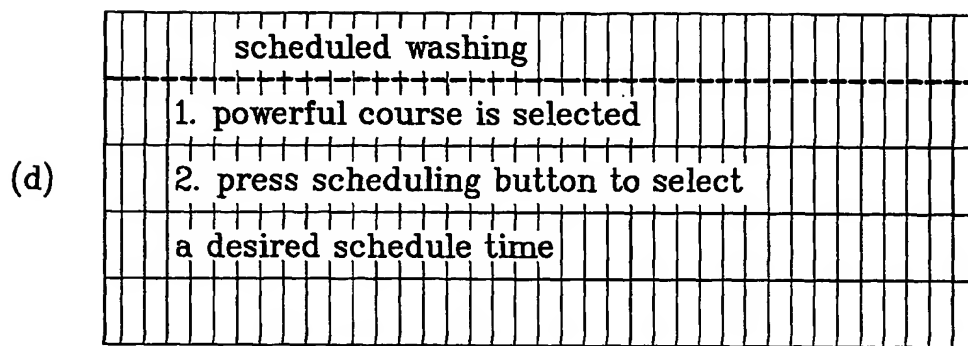 scheduled washing
1. powerful course is selected
(d)
2. press scheduling button to select
a desired schedule time